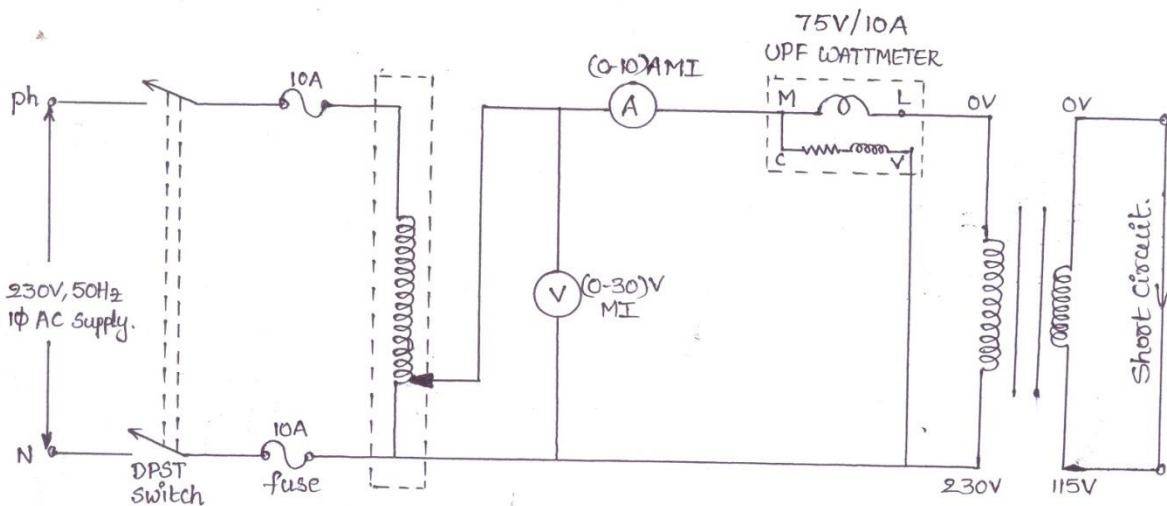 75V/10A
UPF WATTMETER
(0-10)A MI
10A
Ph
A
M
L
0V
0V
C
V
230V, 50Hz
1ϕ AC Supply.
V
(0-30)V
MI
Shoot Circuit.
N
10A
fuse
DPST
Switch
230V
115V